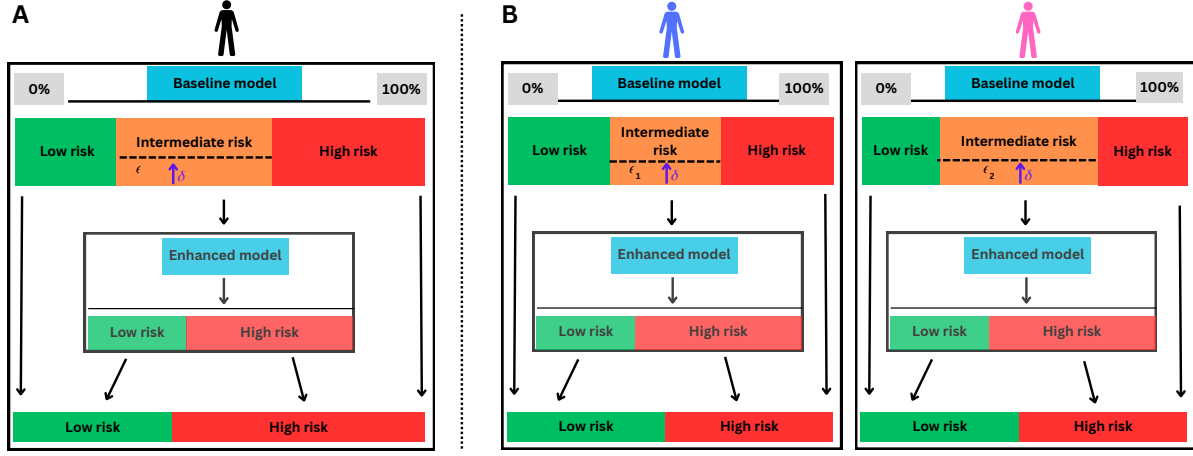 A
0%
Baseline model
100%
Low risk
Intermediate risk
High risk
ϵ
δ
Enhanced model
Low risk
High risk
Low risk
High risk
B
0%
Baseline model
100%
Low risk
Intermediate
risk
High risk
ϵ1
δ
Enhanced model
Low risk
High risk
Low risk
High risk
0%
Baseline model
100%
Low risk
Intermediate risk
High risk
ϵ2
δ
Enhanced model
Low risk
High risk
Low risk
High risk